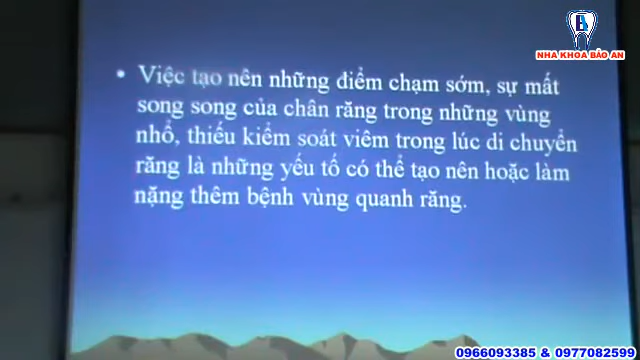 NHA KHOA BẢO AN
• Việc tạo nên những điểm chạm sớm, sự mất
song song của chân răng trong những vùng
nhổ, thiếu kiểm soát viêm trong lúc di chuyển
răng là những yếu tố có thể tạo nên hoặc làm
nặng thêm bệnh vùng quanh răng.
0966093385 & 0977082599